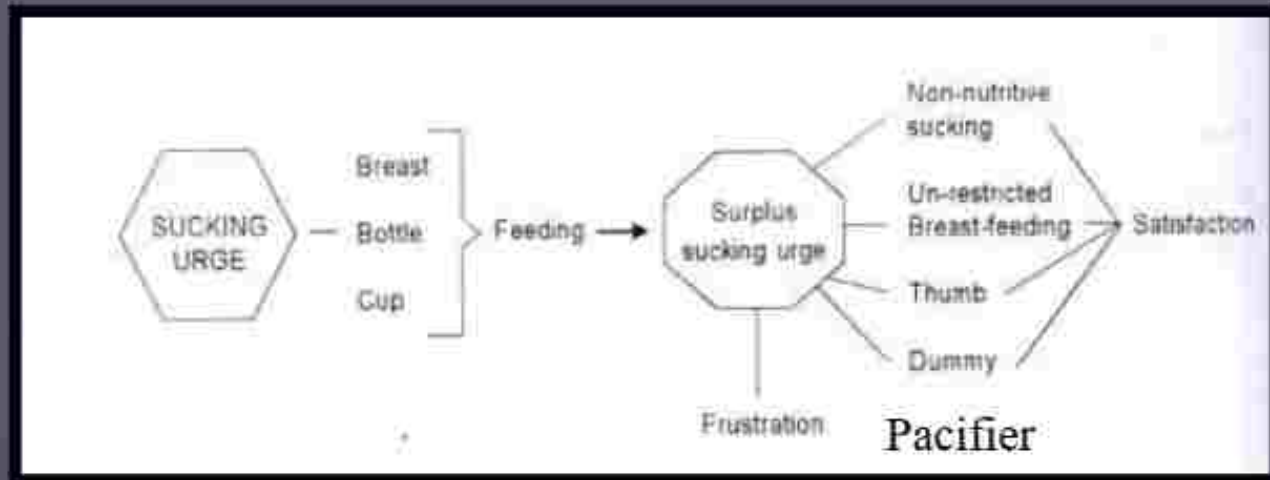 SUCKING
URGE
Breast
Bottle
Cup
Feeding
Surplus
sucking urge
Frustration
Non-nutritive
sucking
Un-restricted
Breast-feeding
Thumb
Dummy
Pacifier
Satisfaction